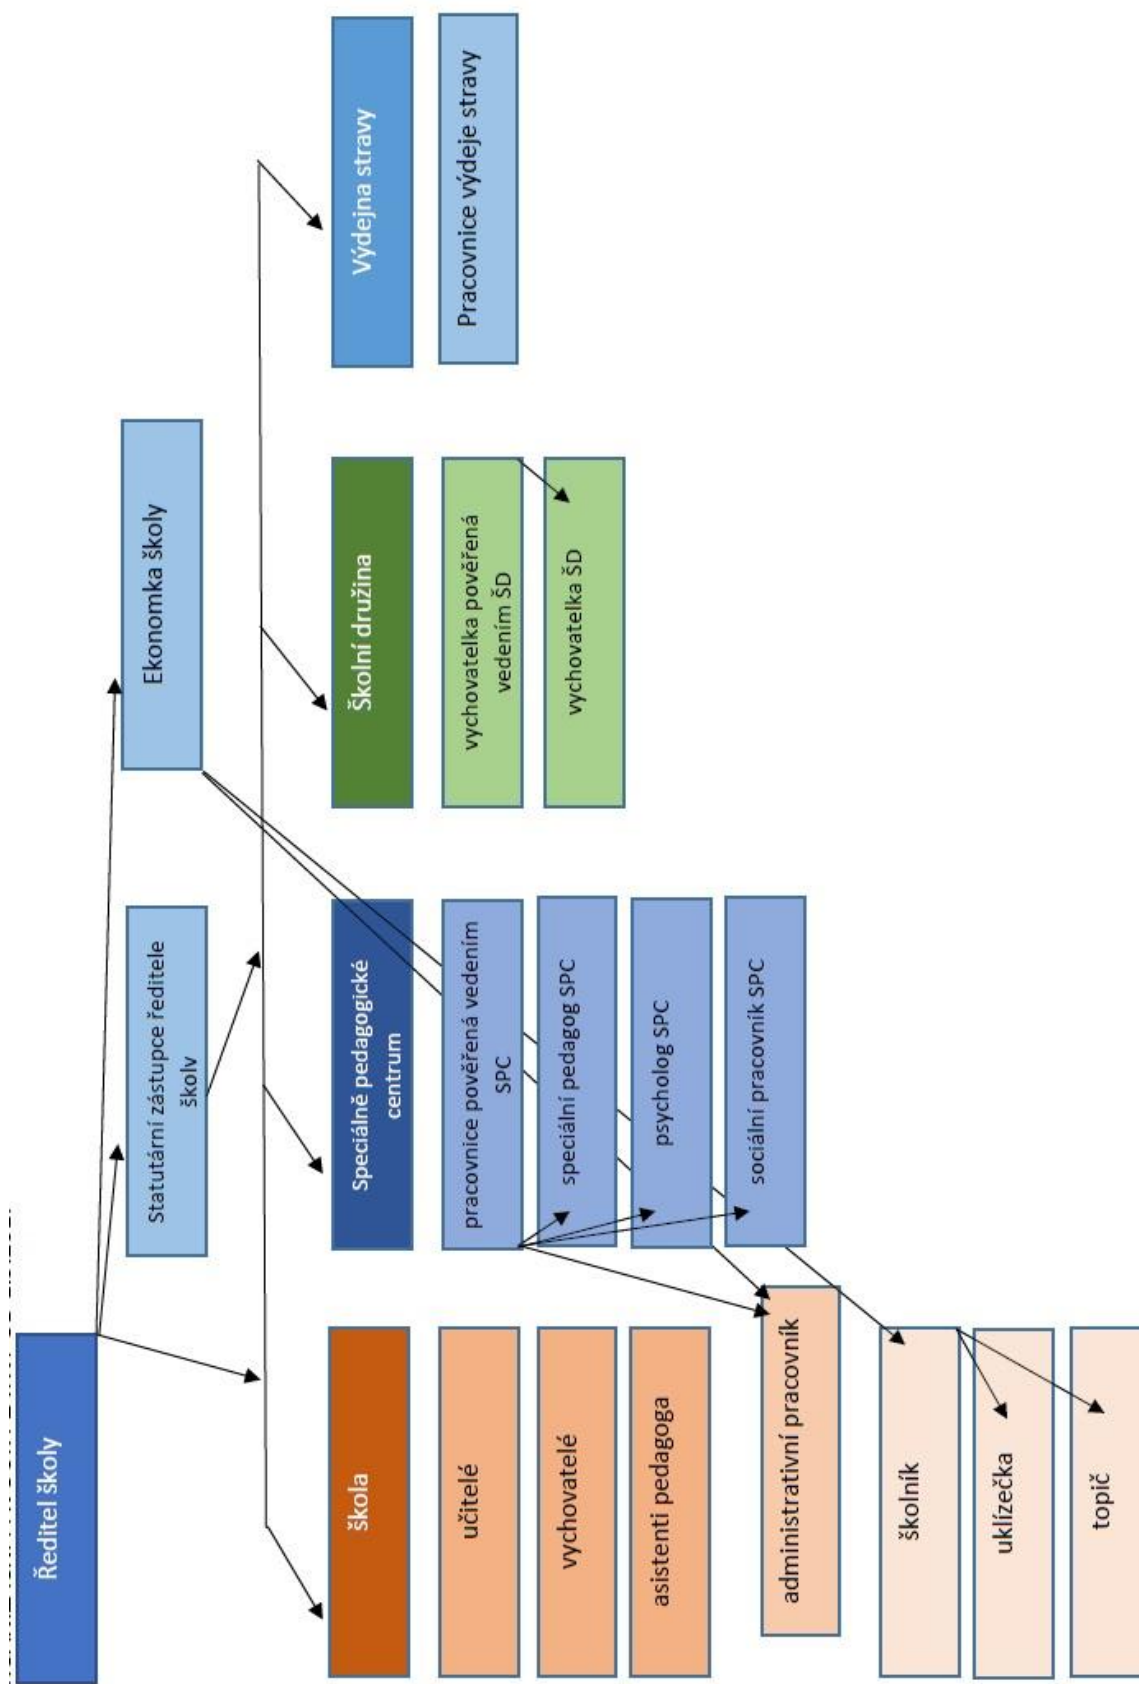 Ředitel školy
Statutární zástupce ředitele
školv
Ekonomka školy
škola
Speciálně pedagogické
centrum
Školní družina
Výdejna stravy
učitelé
vychovatelé
asistenti pedagoga
administrativní pracovník
školník
uklízečka
topič
pracovnice pověřená vedením
SPC
speciální pedagog SPC
psycholog SPC
sociální pracovník SPC
vychovatelka pověřená
vedením ŠD
vychovatelka ŠD
Pracovnice výdeje stravy